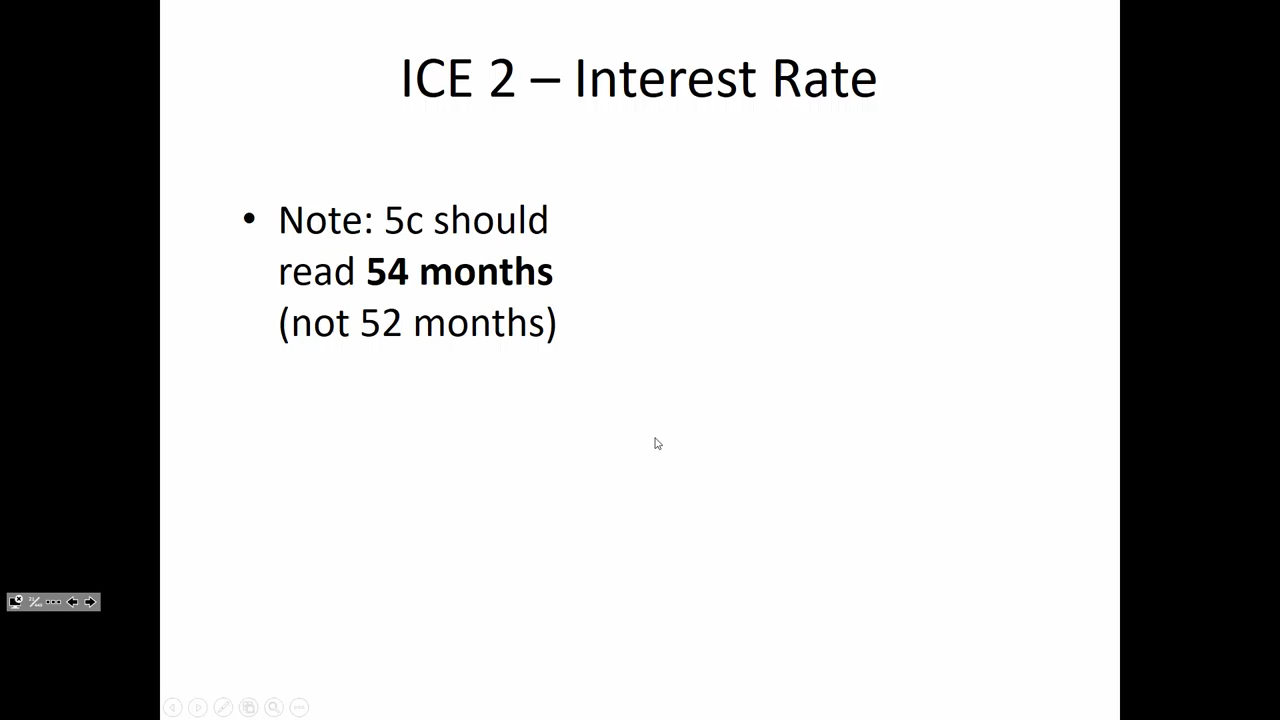 ICE 2 – Interest Rate
• Note: 5c should
read 54 months
(not 52 months)